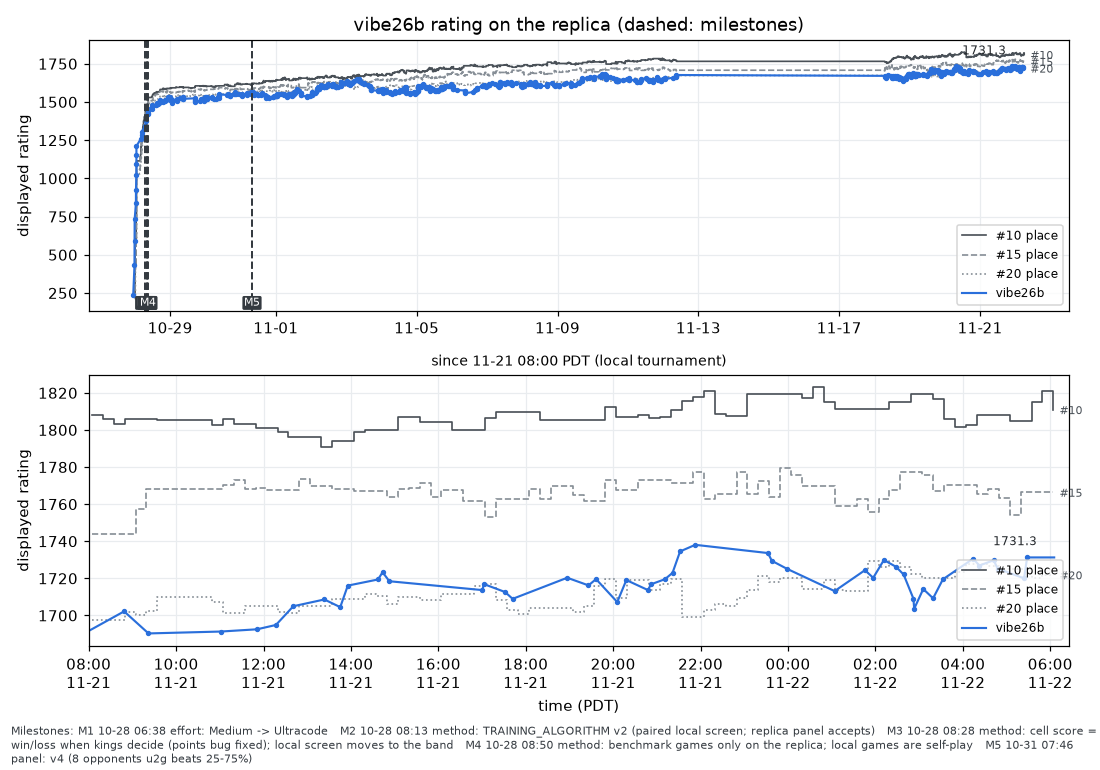 vibe26b rating on the replica (dashed: milestones)
1731.3
#10
#15
#20
1750
1500
1250
1000
750
500
250
displayed rating
M4
M5
#10 place
#15 place
#20 place
vibe26b
10-29
11-01
11-05
11-09
11-13
11-17
11-21
since 11-21 08:00 PDT (local tournament)
1820
1800
1780
1760
1740
1720
1700
displayed rating
#10
#15
1731.3
#20
#10 place
#15 place
#20 place
vibe26b
08:00 10:00 12:00 14:00 16:00 18:00 20:00 22:00 00:00 02:00 04:00 06:00
11-21 11-21 11-21 11-21 11-21 11-21 11-21 11-21 11-22 11-22 11-22 11-22
time (PDT)
Milestones: M1 10-28 06:38 effort: Medium -> Ultracode M2 10-28 08:13 method: TRAINING_ALGORITHM v2 (paired local screen; replica panel accepts) M3 10-28 08:28 method: cell score =
win/loss when kings decide (points bug fixed); local screen moves to the band M4 10-28 08:50 method: benchmark games only on the replica; local games are self-play M5 10-31 07:46
panel: v4 (8 opponents u2g beats 25-75%)